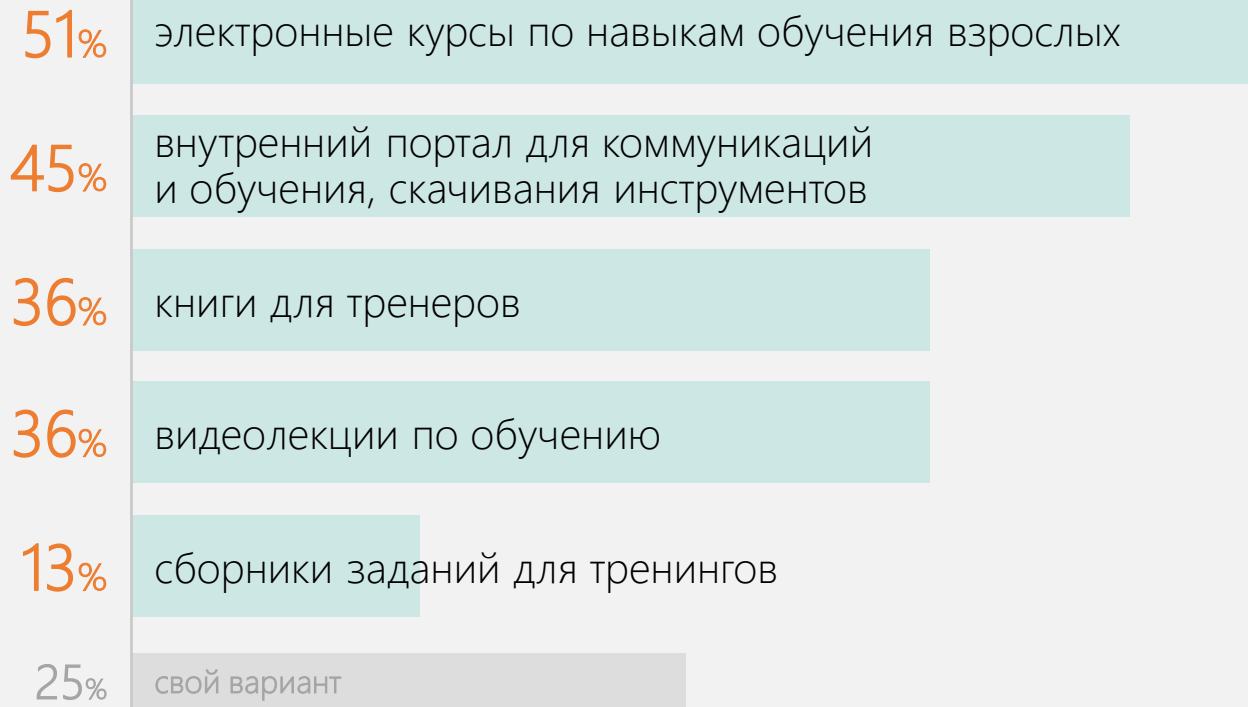 51% электронные курсы по навыкам обучения взрослых
45% внутренний портал для коммуникаций
и обучения, скачивания инструментов
36% книги для тренеров
36% видеолекции по обучению
13% сборники заданий для тренингов
25% свой вариант